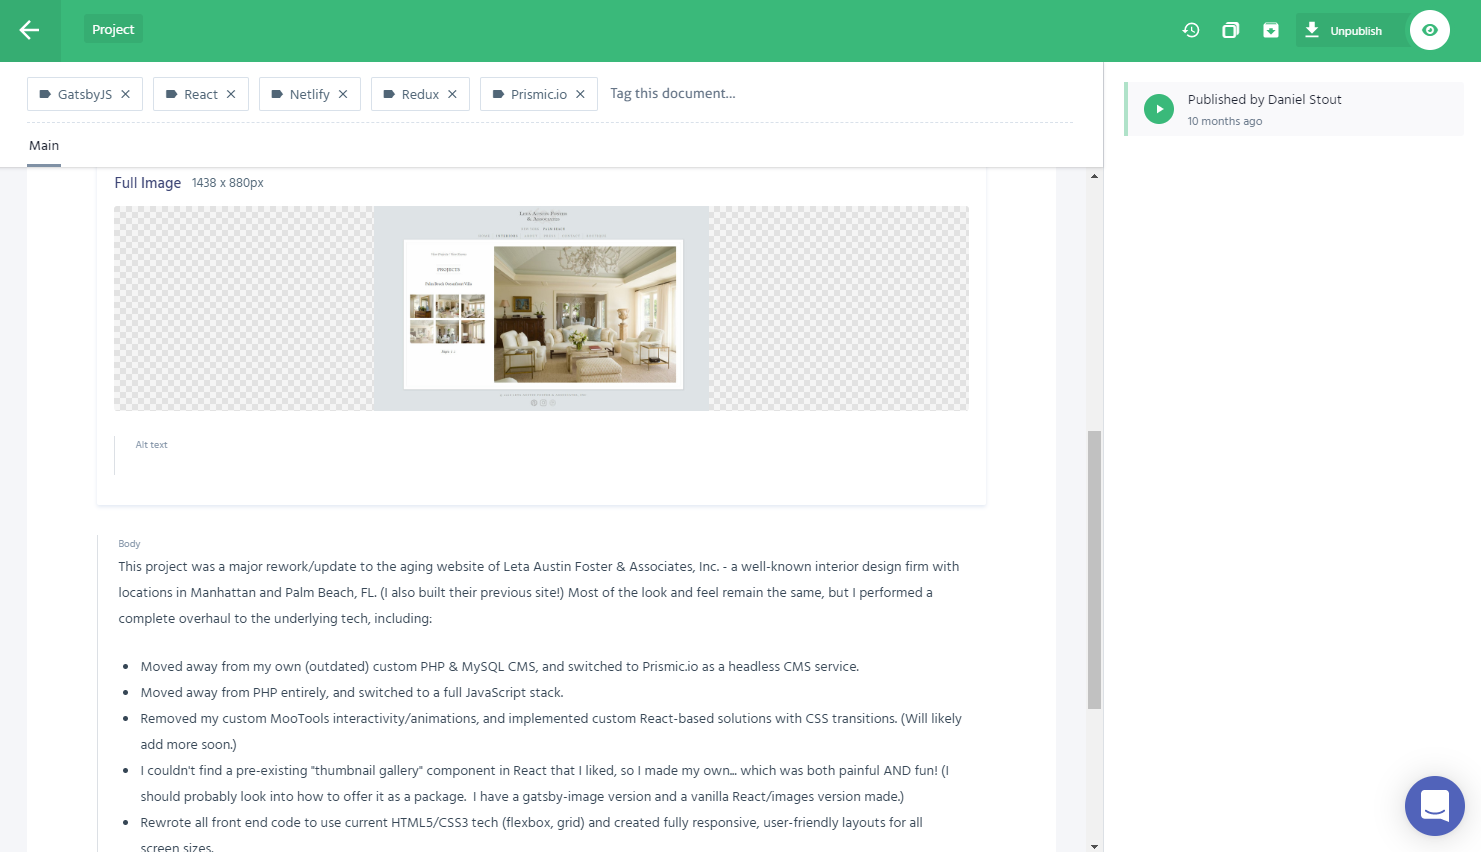 Project
Unpublish
GatsbyJS
React
Netlify
Redux
Prismic.io
Tag this document...
Published by Daniel Stout
10 months ago
Main
Full Image 1438 x 880px
Leta Austin Foster
& Associates
PROJECTS
Alt text
Body
This project was a major rework/update to the aging website of Leta Austin Foster & Associates, Inc. - a well-known interior design firm with
locations in Manhattan and Palm Beach, FL. (I also built their previous site!) Most of the look and feel remain the same, but I performed a
complete overhaul to the underlying tech, including:
• Moved away from my own (outdated) custom PHP & MySQL CMS, and switched to Prismic.io as a headless CMS service.
• Moved away from PHP entirely, and switched to a full JavaScript stack.
• Removed my custom MooTools interactivity/animations, and implemented custom React-based solutions with CSS transitions. (Will likely
add more soon.)
• I couldn't find a pre-existing "thumbnail gallery" component in React that I liked, so I made my own... which was both painful AND fun! (I
should probably look into how to offer it as a package.  I have a gatsby-image version and a vanilla React/images version made.)
• Rewrote all front end code to use current HTML5/CSS3 tech (flexbox, grid) and created fully responsive, user-friendly layouts for all
screen sizes.